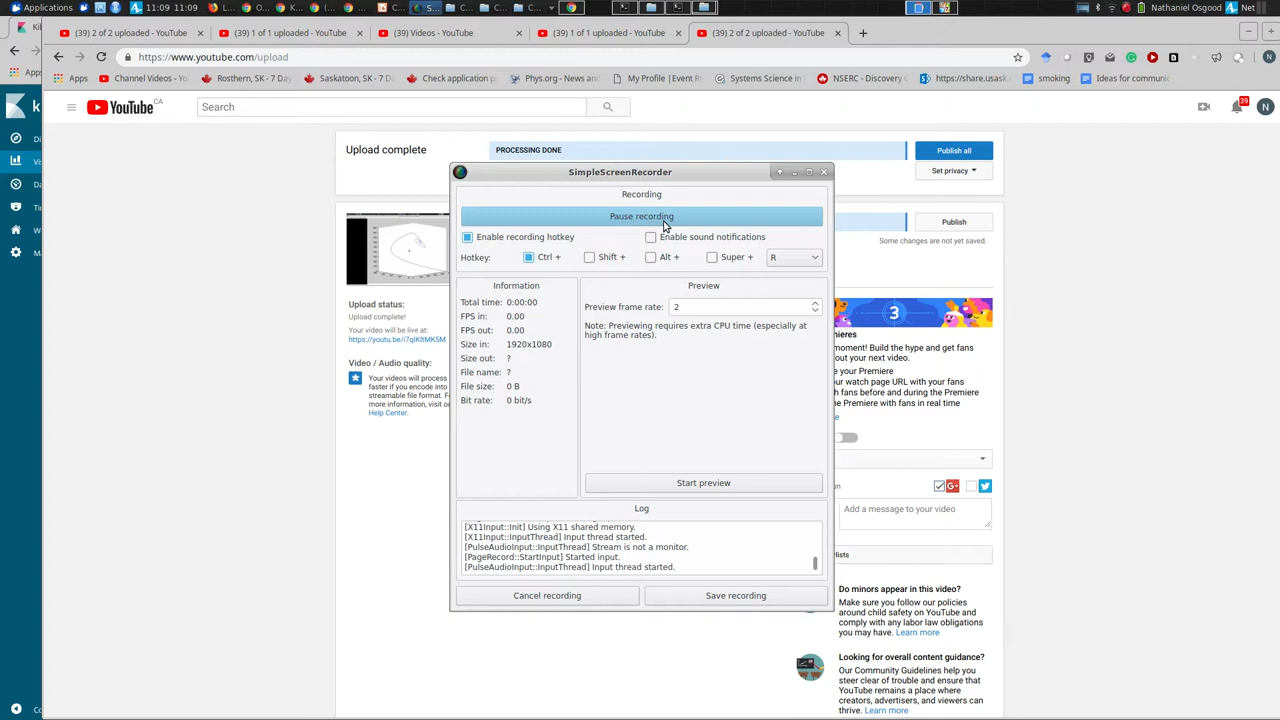 Applicati
11:09 11:09
Nathaniel Osgood
Net
(39) 2 of 2 uploaded - YouTube
(39) 1 of 1 uploaded - YouTube
(39) Videos - YouTube
(39) 1 of 1 uploaded - YouTube
(39) 2 of 2 uploaded - YouTube
https://www.youtube.com/upload
Apps
Channel Videos - Yo
Rosthern, SK - 7 Day
Saskatoon, SK - 7 D
Check application p
Phys.org - News and
My Profile | Event R
Systems Science in
NSERC - Discovery
https://share.usask
smoking
Ideas for communic
YouTube CA
Search
39
N
Upload complete
PROCESSING DONE
Publish all
Set privacy
Publish
Some changes are not yet saved.
Upload status:
Upload complete!
Your video will be live at:
Video / Audio quality:
Your videos will process
faster if you encode into
streamable file format. For
more information, visit ou
Help Center.
SimpleScreenRecorder
Recording
Pause recording
Enable recording hotkey
Enable sound notifications
Hotkey:
Ctrl +
Shift +
Alt +
Super +
R
Information
Total time: 0:00:00
FPS in: 0.00
FPS out: 0.00
Size in: 1920x1080
Size out: ?
File name: ?
File size: 0 B
Bit rate: 0 bit/s
Preview
Preview frame rate: 2
Note: Previewing requires extra CPU time (especially at
high frame rates).
Start preview
Log
[X11Input::Init] Using X11 shared memory.
[X11Input::InputThread] Input thread started.
[PulseAudioInput::InputThread] Stream is not a monitor.
[PageRecord::StartInput] Started input.
[PulseAudioInput::InputThread] Input thread started.
Cancel recording
Save recording
3
mieres
moment! Build the hype and get fans
out your next video.
e your Premiere
ur watch page URL with your fans
h fans before and during the Premiere
with fans in real time
Add a message to your video
lists
Do minors appear in this video?
Make sure you follow our policies
around child safety on YouTube and
comply with any labor law obligations
you may have. Learn more
Looking for overall content guidance?
Our Community Guidelines help you
steer clear of trouble and ensure that
YouTube remains a place where
creators, advertisers, and viewers can
thrive. Learn more